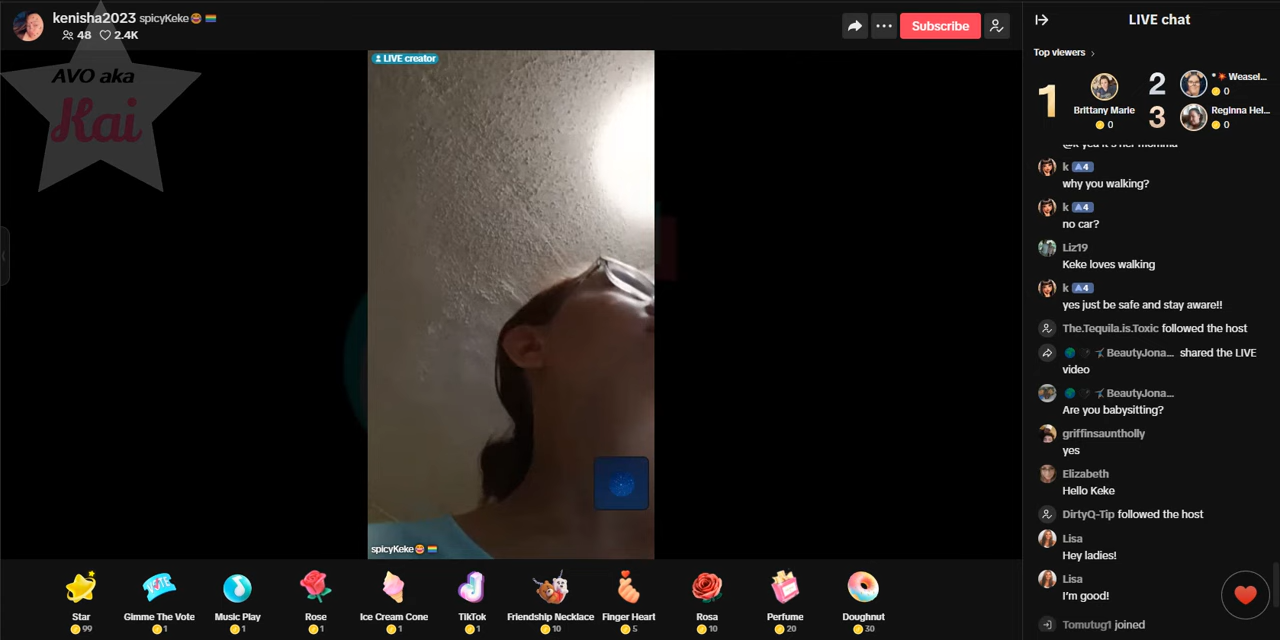 kenisha2023 spicyKeke
48 2.4K
Subscribe
AVO aka
Kai
LIVE creator
spicyKeke
Star
99
Gimme The Vote
1
Music Play
1
Rose
1
Ice Cream Cone
1
TikTok
1
Friendship Necklace
10
Finger Heart
5
Rosa
10
Perfume
20
Doughnut
30
LIVE chat
Top viewers
1
Brittany Marie
0
2
Weasel...
0
3
Reginna Hel...
0
k 4
why you walking?
k 4
no car?
Liz19
Keke loves walking
k 4
yes just be safe and stay aware!!
The.Tequila.is.Toxic followed the host
BeautyJona... shared the LIVE
video
BeautyJona...
Are you babysitting?
griffinsauntholly
yes
Elizabeth
Hello Keke
DirtyQ-Tip followed the host
Lisa
Hey ladies!
Lisa
I'm good!
Tomutug1 joined